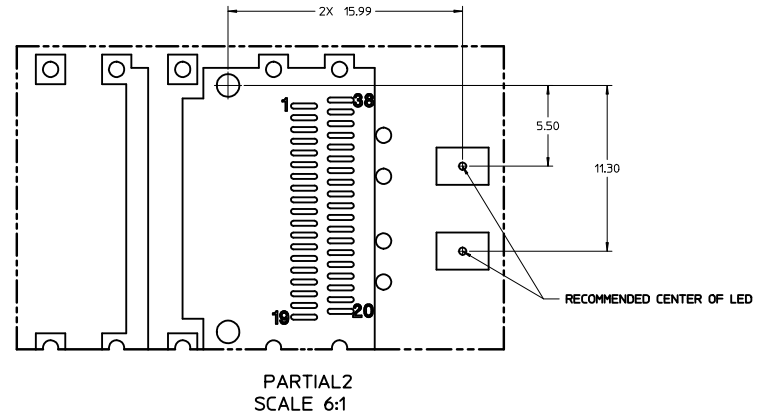 2X 15.99
1
38
5.50
11.30
RECOMMENDED CENTER OF LED
19
20
PARTIAL2
SCALE 6:1